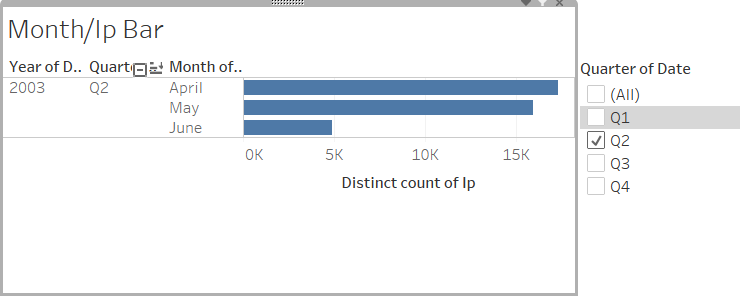 Month/Ip Bar
Year of D.. Quarte Month of..
2003 Q2 April
May
June
0K 5K 10K 15K
Distinct count of Ip
Quarter of Date
(All)
Q1
Q2
Q3
Q4